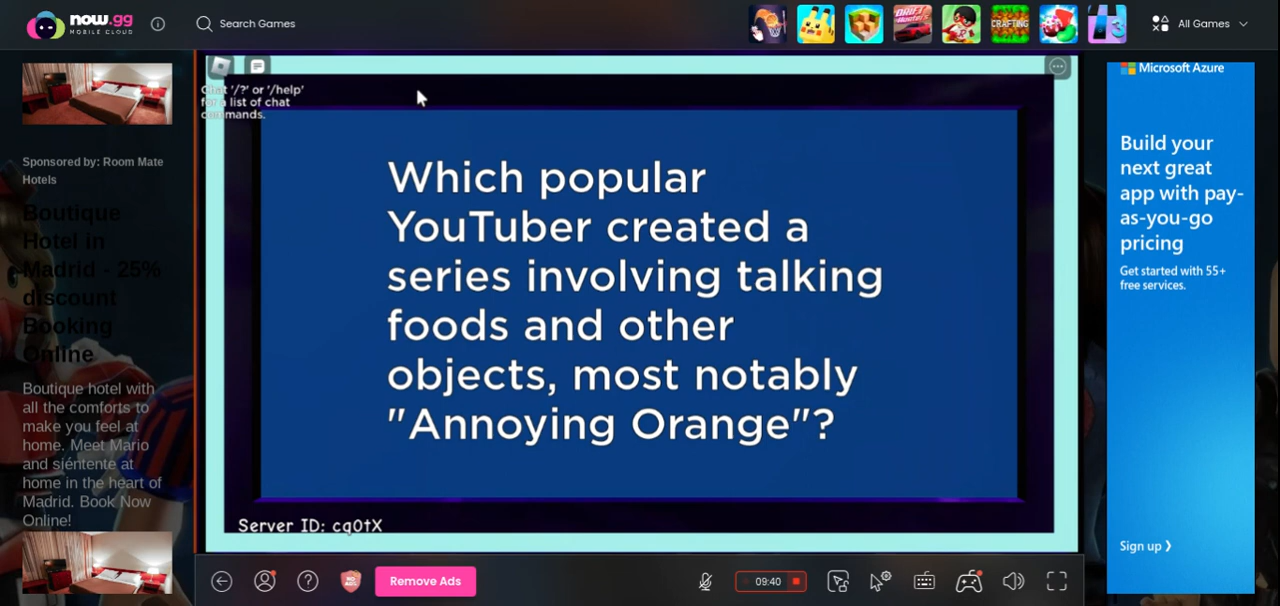 now.gg
MOBILE CLOUD
Search Games
All Games
Sponsored by: Room Mate
Hotels
Boutique
Hotel in
Madrid - 25%
discount
Booking
Online
Boutique hotel with
all the comforts to
make you feel at
home. Meet Mario
and siéntente at
home in the heart of
Madrid. Book Now
Online!
Chat '/?' or '/help'
for a list of chat
commands.
Which popular
YouTuber created a
series involving talking
foods and other
objects, most notably
"Annoying Orange"?
Server ID: cq0tX
Remove Ads
09:40
Microsoft Azure
Build your
next great
app with pay-
as-you-go
pricing
Get started with 55+
free services.
Sign up ❯